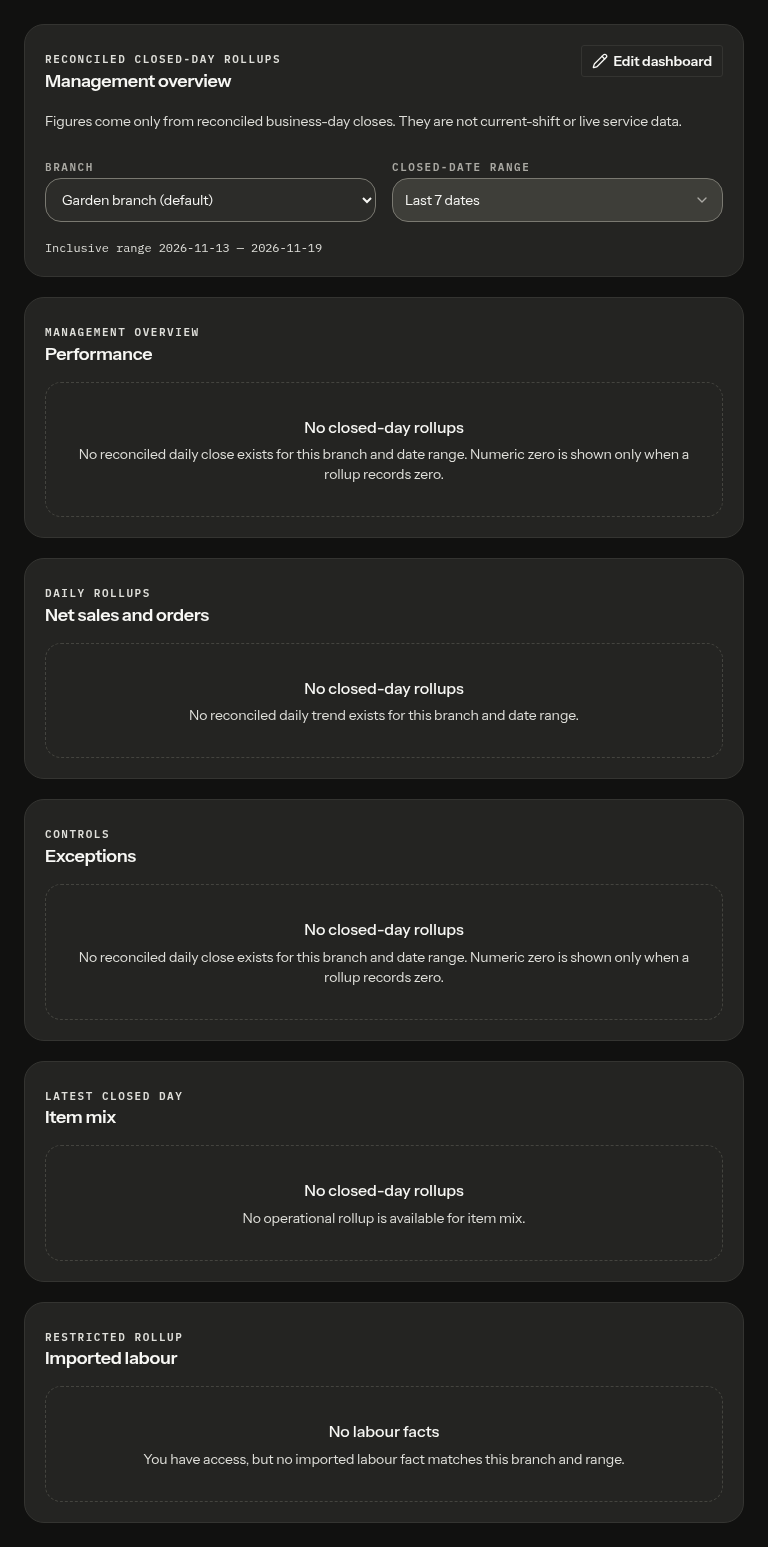 RECONCILED CLOSED-DAY ROLLUPS
Management overview
Edit dashboard
Figures come only from reconciled business-day closes. They are not current-shift or live service data.
BRANCH
Garden branch (default)
CLOSED-DATE RANGE
Last 7 dates
Inclusive range 2026-11-13 — 2026-11-19
MANAGEMENT OVERVIEW
Performance
No closed-day rollups
No reconciled daily close exists for this branch and date range. Numeric zero is shown only when a
rollup records zero.
DAILY ROLLUPS
Net sales and orders
No closed-day rollups
No reconciled daily trend exists for this branch and date range.
CONTROLS
Exceptions
No closed-day rollups
No reconciled daily close exists for this branch and date range. Numeric zero is shown only when a
rollup records zero.
LATEST CLOSED DAY
Item mix
No closed-day rollups
No operational rollup is available for item mix.
RESTRICTED ROLLUP
Imported labour
No labour facts
You have access, but no imported labour fact matches this branch and range.